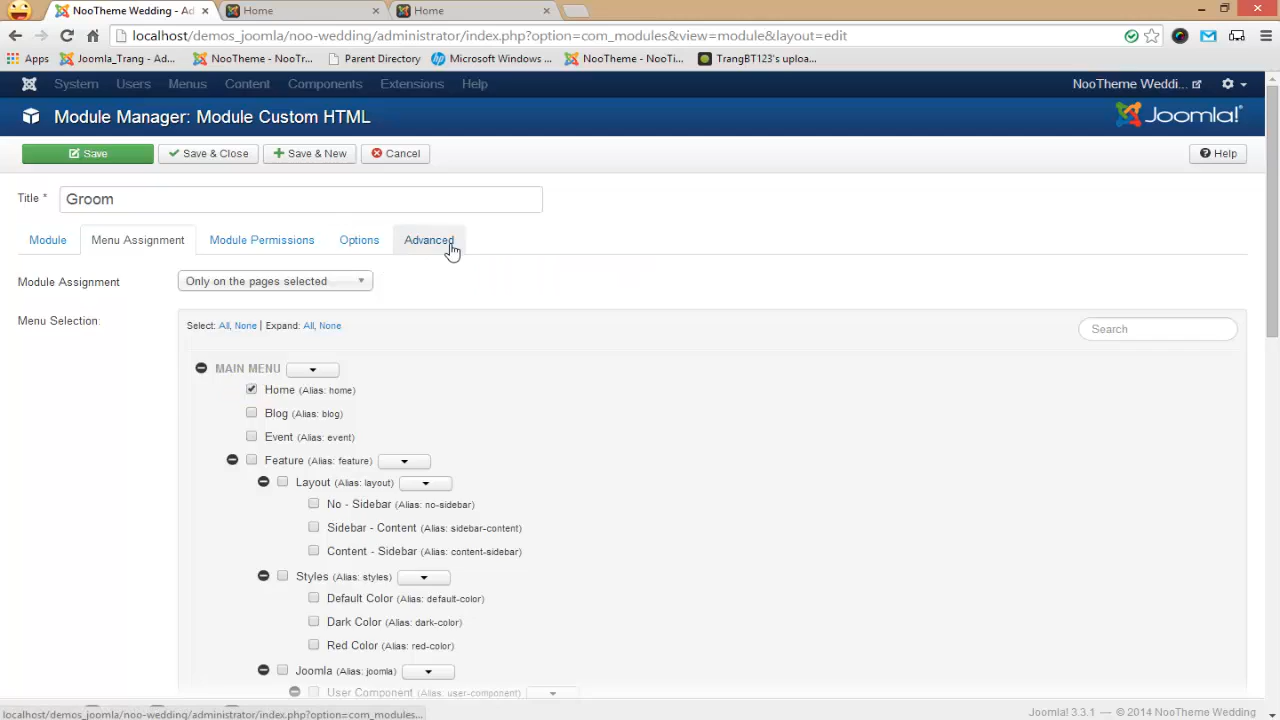 NooTheme Wedding - Ad
Home
Home
localhost/demos_joomla/noo-wedding/administrator/index.php?option=com_modules&view=module&layout=edit
Apps
Joomla_Trang - Ad...
NooTheme - NooTr...
Parent Directory
Microsoft Windows ...
NooTheme - NooTi...
TrangBT123's uploa...
System
Users
Menus
Content
Components
Extensions
Help
NooTheme Weddi...
Module Manager: Module Custom HTML
Joomla!®
Save
Save & Close
Save & New
Cancel
Help
Title *
Groom
Module
Menu Assignment
Module Permissions
Options
Advanced
Module Assignment
Only on the pages selected
Menu Selection:
Select: All, None | Expand: All, None
Search
MAIN MENU
Home (Alias: home)
Blog (Alias: blog)
Event (Alias: event)
Feature (Alias: feature)
Layout (Alias: layout)
No - Sidebar (Alias: no-sidebar)
Sidebar - Content (Alias: sidebar-content)
Content - Sidebar (Alias: content-sidebar)
Styles (Alias: styles)
Default Color (Alias: default-color)
Dark Color (Alias: dark-color)
Red Color (Alias: red-color)
Joomla (Alias: joomla)
User Component (Alias: user-component)
localhost/demos_joomla/noo-wedding/administrator/index.php?option=com_modules...
Joomla! 3.3.1 — © 2014 NooTheme Wedding